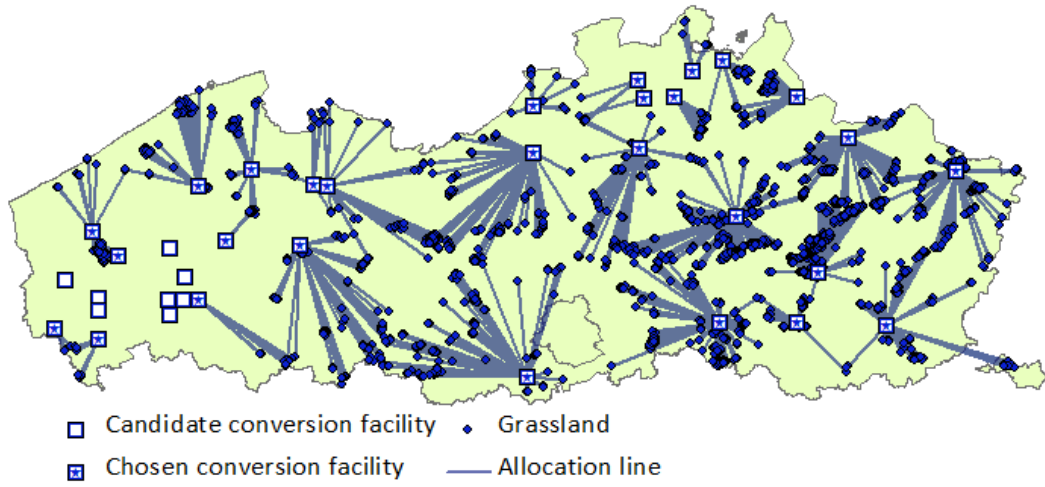 Candidate conversion facility
Grassland
Chosen conversion facility
Allocation line